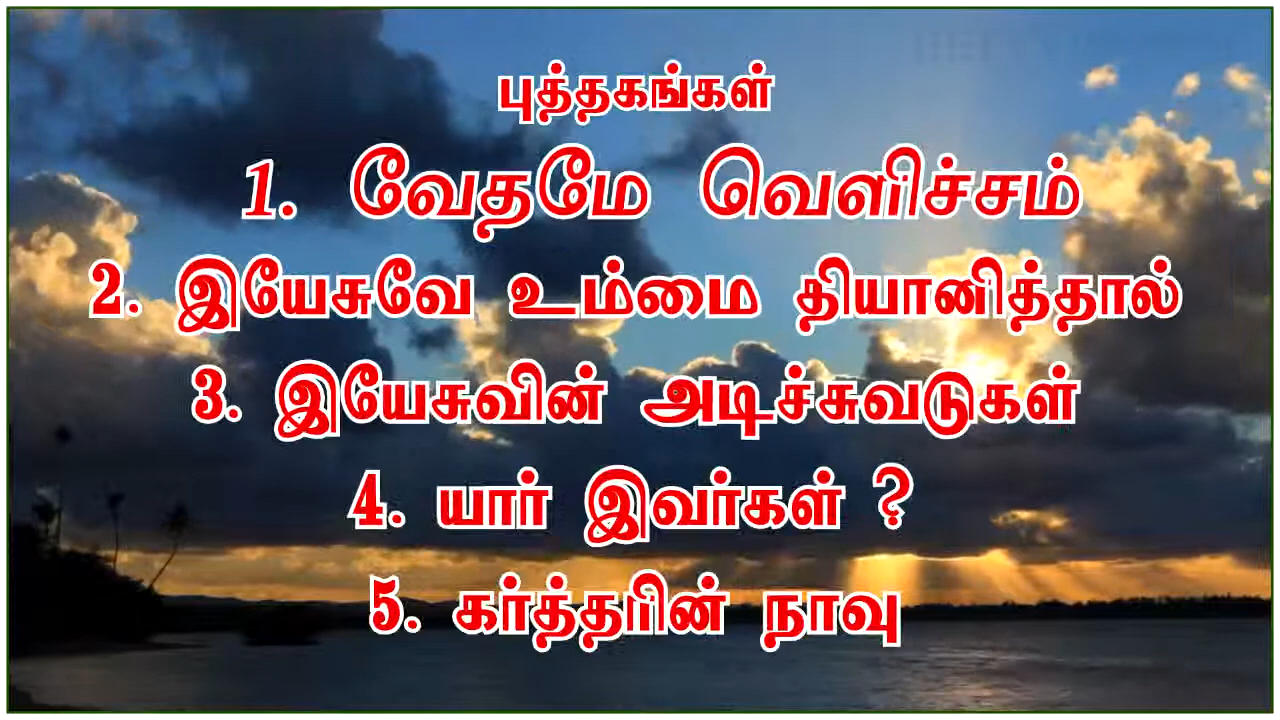 புத்தகங்கள்
1. வேதமே வெளிச்சம்
2. இயேசுவே உம்மை தியானித்தால்
3. இயேசுவின் அடிச்சுவடுகள்
4. யார் இவர்கள் ?
5. கர்த்தரின் நாவு